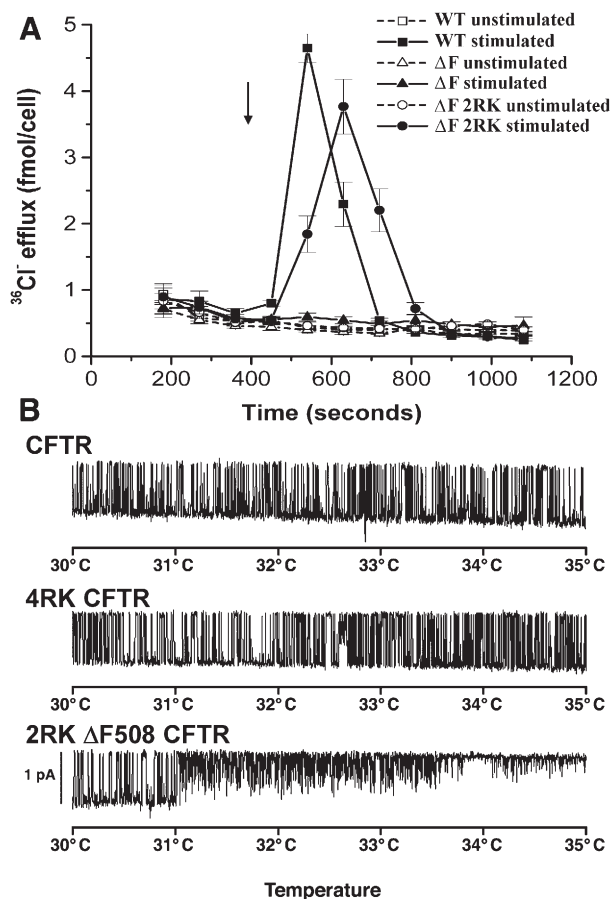 A
WT unstimulated
WT stimulated
ΔF unstimulated
ΔF stimulated
ΔF 2RK unstimulated
ΔF 2RK stimulated
³⁶Cl⁻ efflux (fmol/cell)
5
4
3
2
1
0
0 200 400 600 800 1000 1200
Time (seconds)
B
CFTR
30°C 31°C 32°C 33°C 34°C 35°C
4RK CFTR
30°C 31°C 32°C 33°C 34°C 35°C
2RK ΔF508 CFTR
1 pA
30°C 31°C 32°C 33°C 34°C 35°C
Temperature